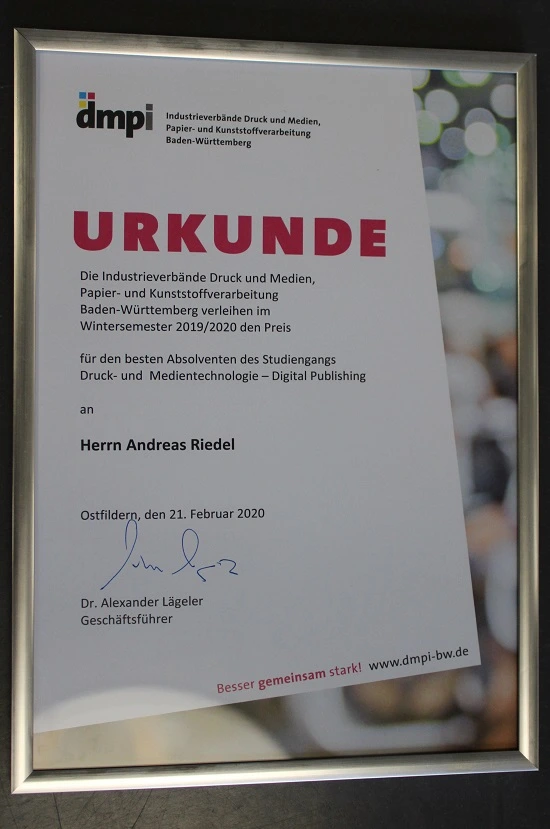 dmpi
Industrieverbände Druck und Medien,
Papier- und Kunststoffverarbeitung
Baden-Württemberg
URKUNDE
Die Industrieverbände Druck und Medien,
Papier- und Kunststoffverarbeitung
Baden-Württemberg verleihen im
Wintersemester 2019/2020 den Preis
für den besten Absolventen des Studiengangs
Druck- und Medientechnologie – Digital Publishing
an
Herrn Andreas Riedel
Ostfildern, den 21. Februar 2020
Dr. Alexander Lägeler
Geschäftsführer
Besser gemeinsam stark! www.dmpi-bw.de